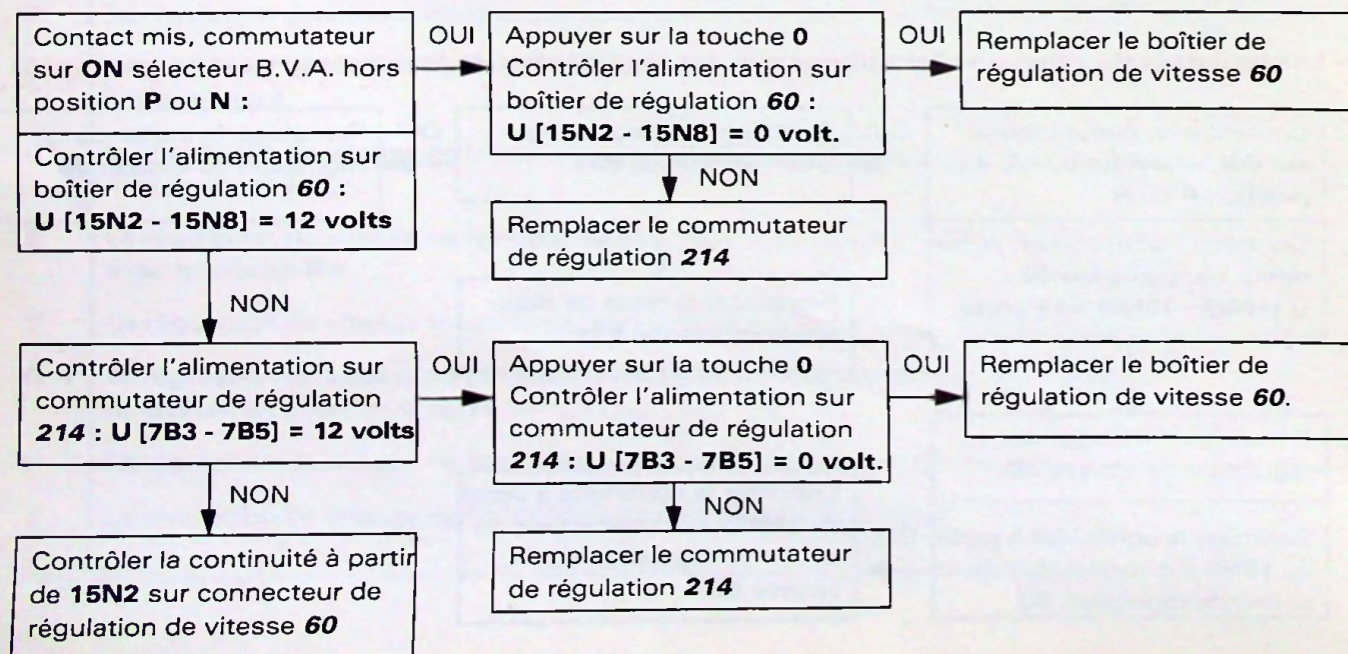 Contact mis, commutateur
sur ON sélecteur B.V.A. hors
position P ou N :
Contrôler l'alimentation sur
boîtier de régulation 60 :
U [15N2 - 15N8] = 12 volts
OUI
Appuyer sur la touche 0
Contrôler l'alimentation sur
boîtier de régulation 60 :
U [15N2 - 15N8] = 0 volt.
OUI
Remplacer le boîtier de
régulation de vitesse 60
NON
Remplacer le commutateur
de régulation 214
NON
Contrôler l'alimentation sur
commutateur de régulation
214 : U [7B3 - 7B5] = 12 volts
OUI
Appuyer sur la touche 0
Contrôler l'alimentation sur
commutateur de régulation
214 : U [7B3 - 7B5] = 0 volt.
OUI
Remplacer le boîtier de
régulation de vitesse 60.
NON
Remplacer le commutateur
de régulation 214
NON
Contrôler la continuité à partir
de 15N2 sur connecteur de
régulation de vitesse 60